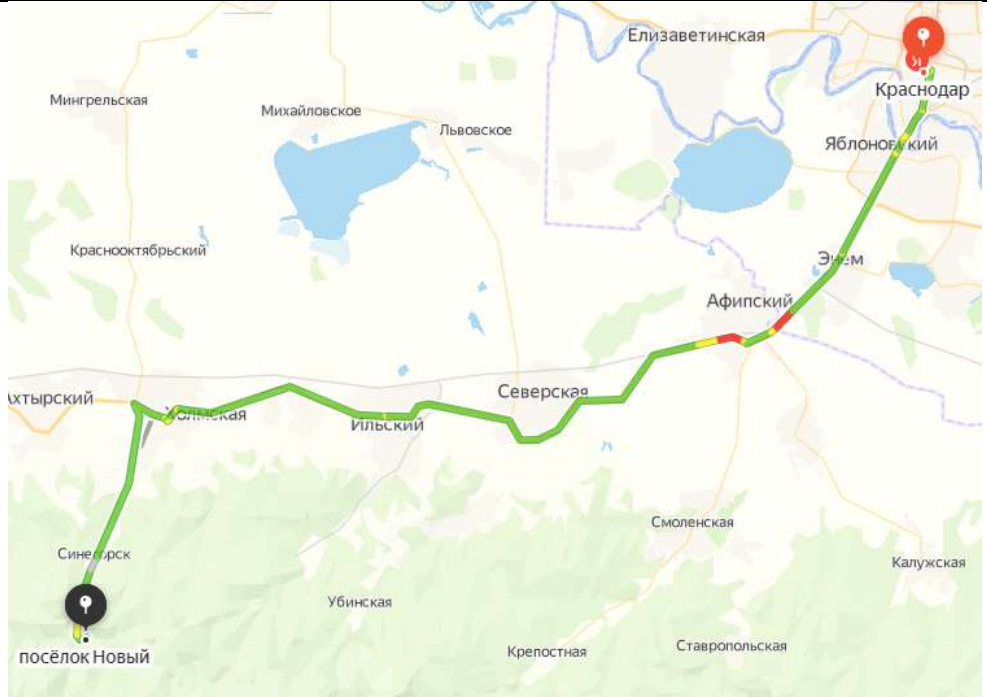 Елизаветинская
Я
Краснодар
Мингрельская
Михайловское
Львовское
Яблоновский
Краснооктябрьский
Энем
Афипский
Ахтырский
Холмская
Северская
Ильский
Смоленская
Синегорск
Калужская
Убинская
посёлок Новый
Крепостная
Ставропольская